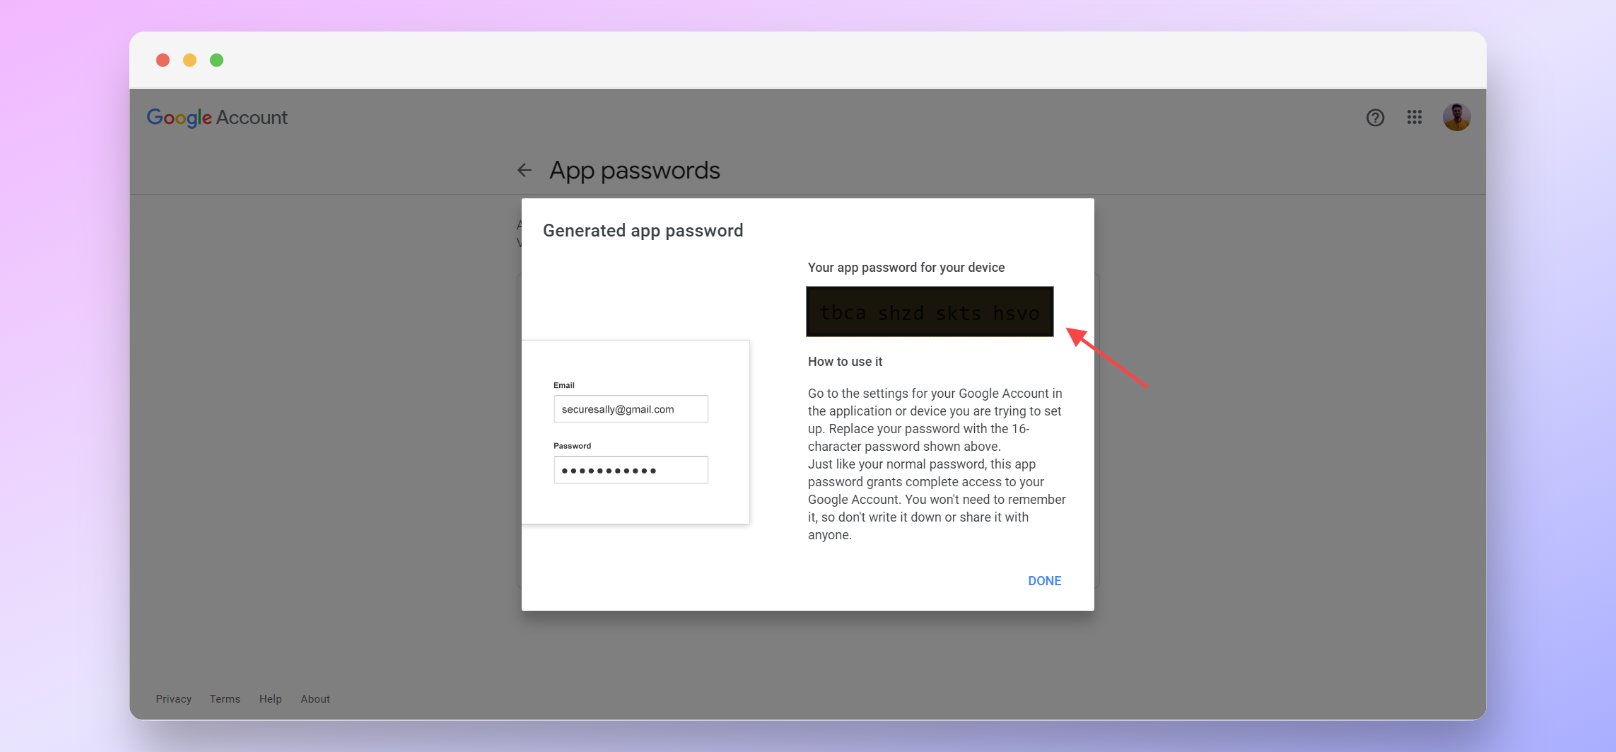 Google Account
App passwords
Generated app password
Your app password for your device
How to use it
Go to the settings for your Google Account in
the application or device you are trying to set
up. Replace your password with the 16-
character password shown above.
Just like your normal password, this app
password grants complete access to your
Google Account. You won't need to remember
it, so don't write it down or share it with
anyone.
Email
securesally@gmail.com
Password
●●●●●●●●●●●
DONE
Privacy Terms Help About